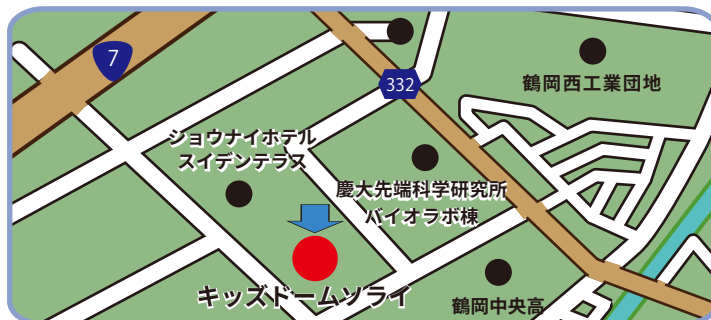 7
332
鶴岡西工業団地
ジョウナイホテル
スイデンテラス
慶大先端科学研究所
バイオラボ棟
キッズドームソライ
鶴岡中央高